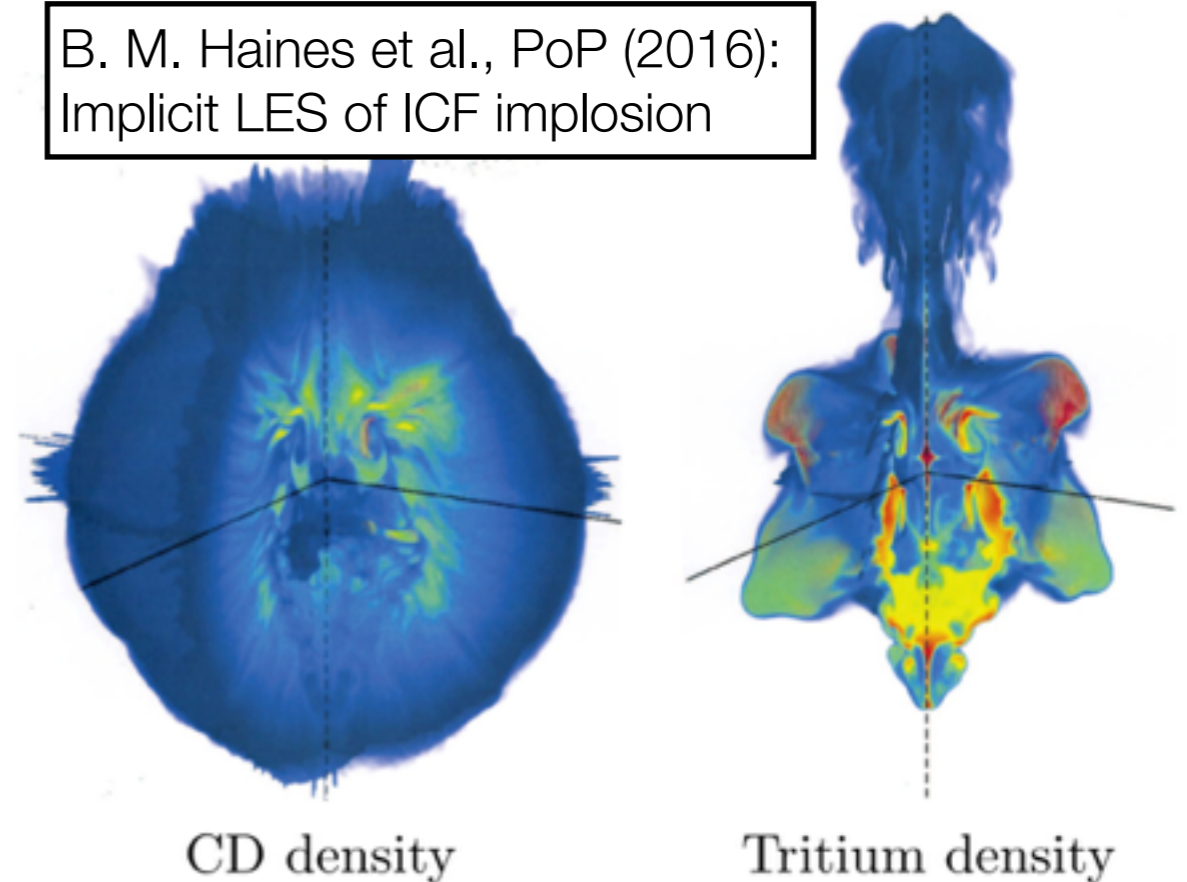 B. M. Haines et al., PoP (2016):
Implicit LES of ICF implosion
CD density
Tritium density